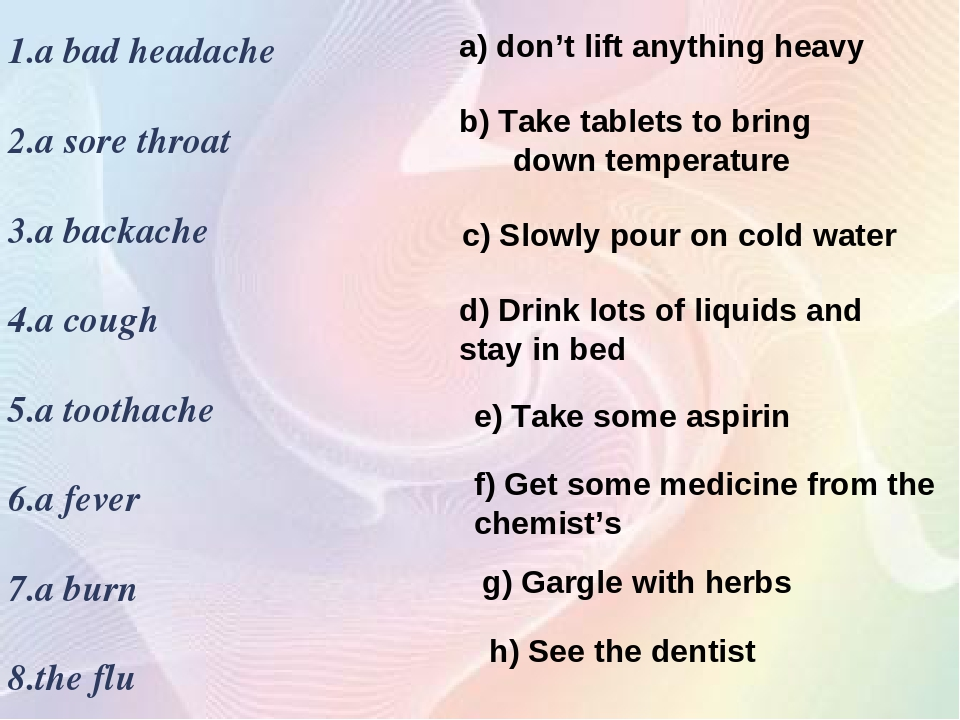 1.a bad headache
2.a sore throat
3.a backache
4.a cough
5.a toothache
6.a fever
7.a burn
8.the flu
a) don’t lift anything heavy
b) Take tablets to bring
down temperature
c) Slowly pour on cold water
d) Drink lots of liquids and
stay in bed
e) Take some aspirin
f) Get some medicine from the
chemist’s
g) Gargle with herbs
h) See the dentist